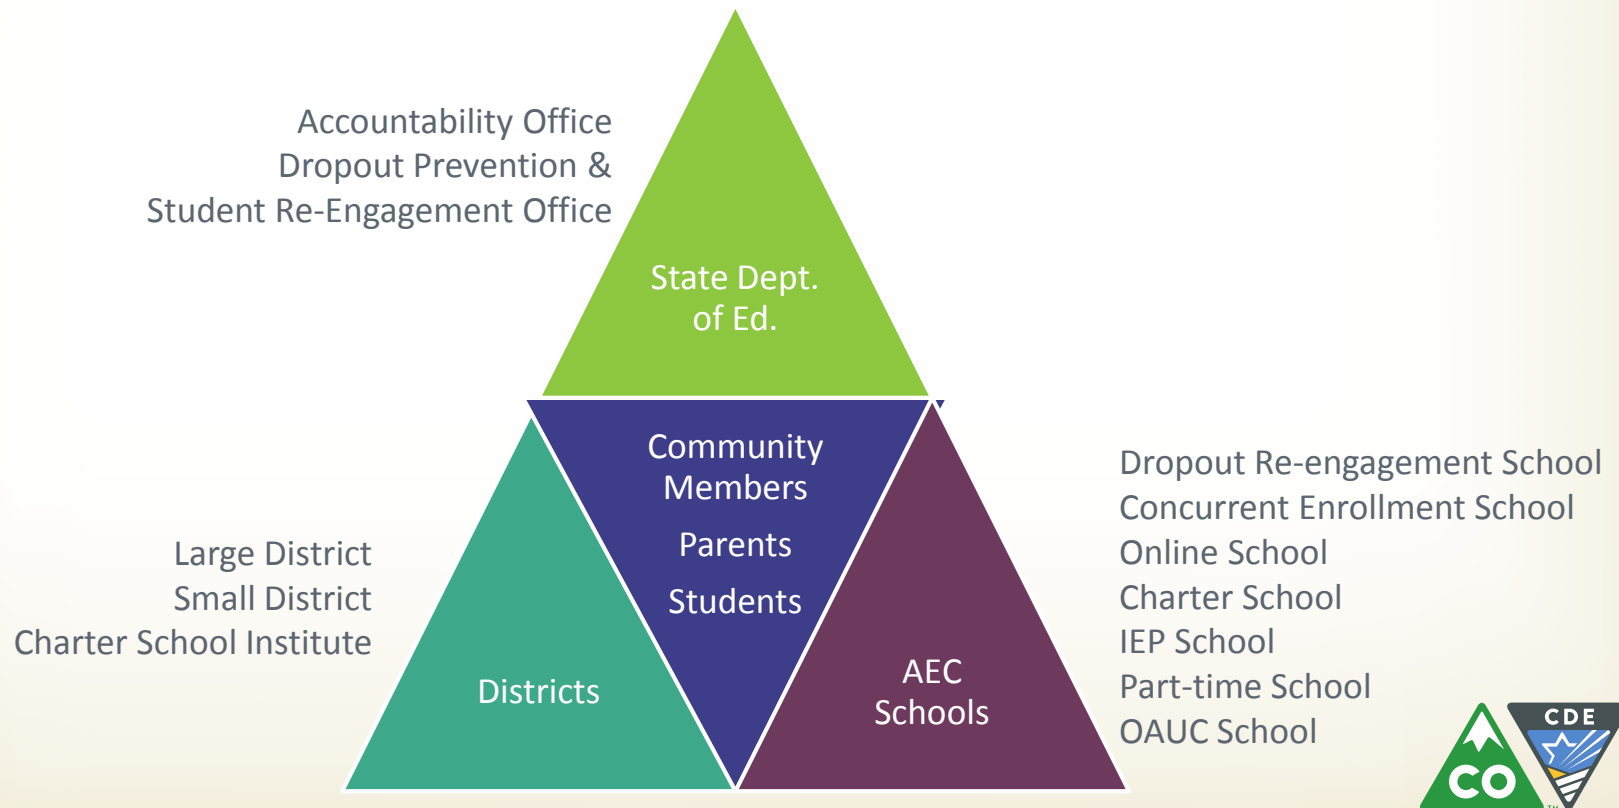 Accountability Office
Dropout Prevention &
Student Re-Engagement Office
State Dept.
of Ed.
Community
Members
Parents
Students
Large District
Small District
Charter School Institute
Districts
AEC
Schools
Dropout Re-engagement School
Concurrent Enrollment School
Online School
Charter School
IEP School
Part-time School
OAUC School
CO
CDE
TM